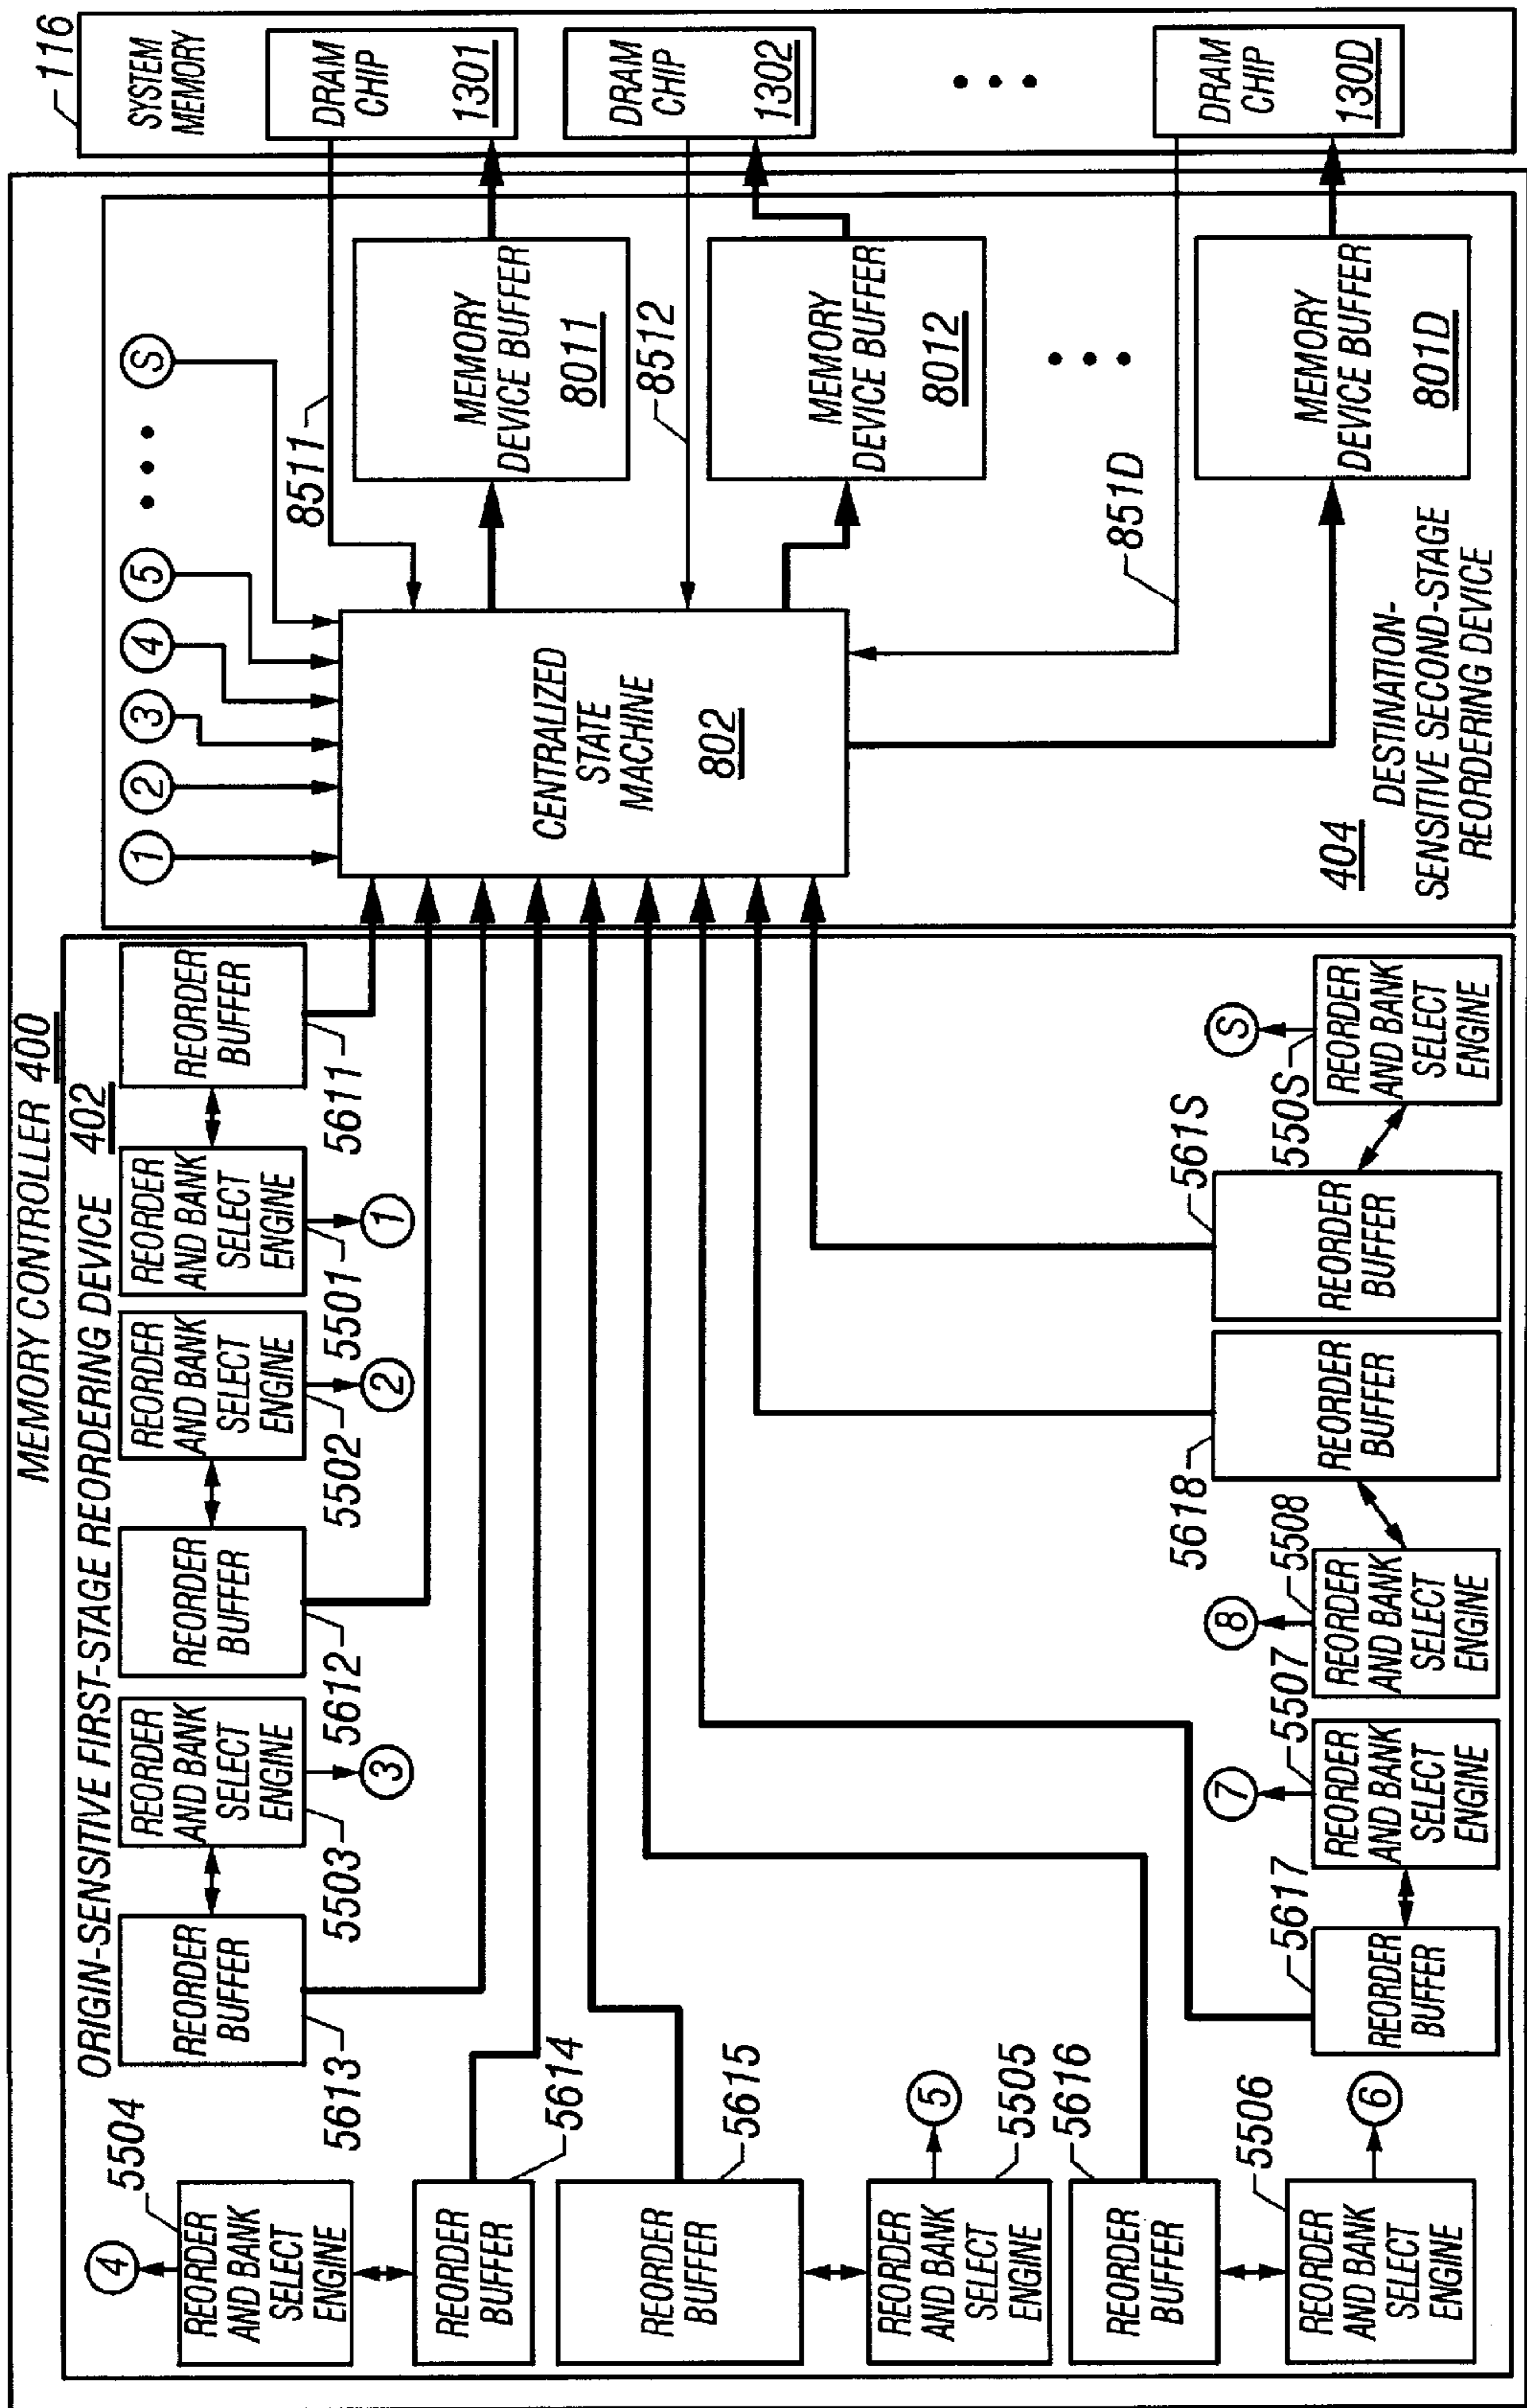 MEMORY CONTROLLER 400
ORIGIN-SENSITIVE FIRST-STAGE REORDERING DEVICE 402
4
5504
REORDER
AND BANK
SELECT
ENGINE
REORDER
BUFFER
5614
REORDER
BUFFER
5615
REORDER
AND BANK
SELECT
ENGINE
5
5505
REORDER
BUFFER
5616
REORDER
AND BANK
SELECT
ENGINE
5506
6
REORDER
BUFFER
5613
REORDER
AND BANK
SELECT
ENGINE
5503
3
REORDER
BUFFER
5612
REORDER
AND BANK
SELECT
ENGINE
5502
2
REORDER
AND BANK
SELECT
ENGINE
5501
1
REORDER
BUFFER
5611
REORDER
BUFFER
5617
REORDER
AND BANK
SELECT
ENGINE
5507
7
REORDER
AND BANK
SELECT
ENGINE
5508
8
REORDER
BUFFER
5618
REORDER
BUFFER
561S
REORDER
AND BANK
SELECT
ENGINE
550S
S
1
2
3
4
5
S
CENTRALIZED
STATE
MACHINE
802
404
DESTINATION-
SENSITIVE SECOND-STAGE
REORDERING DEVICE
8511
8512
851D
MEMORY
DEVICE BUFFER
8011
MEMORY
DEVICE BUFFER
8012
MEMORY
DEVICE BUFFER
801D
116
SYSTEM
MEMORY
DRAM
CHIP
1301
DRAM
CHIP
1302
DRAM
CHIP
130D